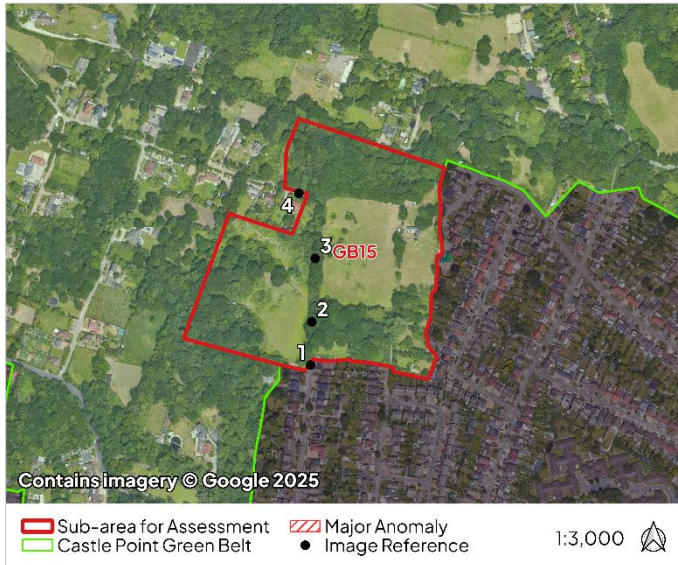 4
3
GB15
2
1
Contains imagery © Google 2025
Sub-area for Assessment
Major Anomaly
Castle Point Green Belt
Image Reference
1:3,000